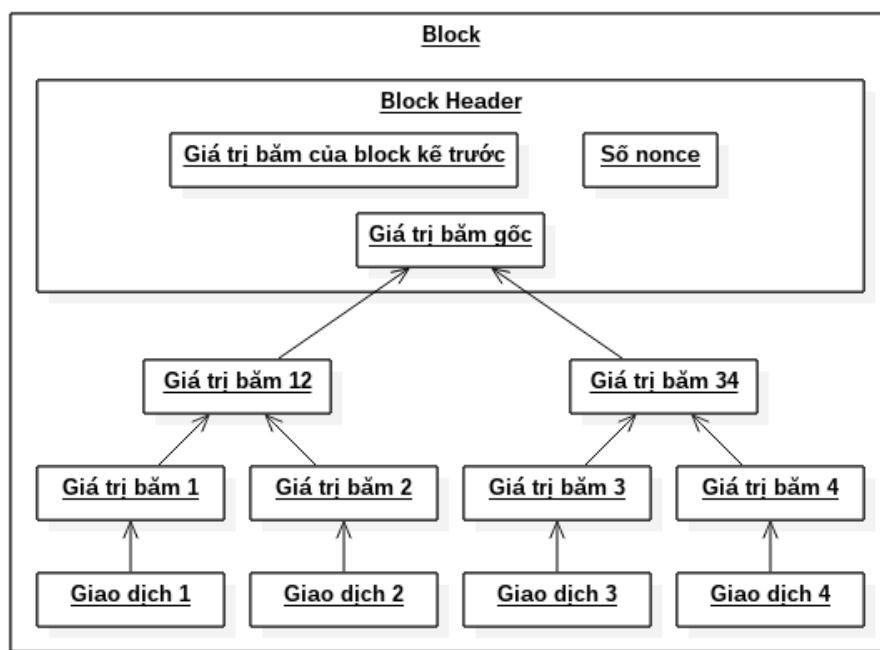 Block
Block Header
Giá trị băm của block kế trước
Số nonce
Giá trị băm gốc
Giá trị băm 12
Giá trị băm 34
Giá trị băm 1
Giá trị băm 2
Giá trị băm 3
Giá trị băm 4
Giao dịch 1
Giao dịch 2
Giao dịch 3
Giao dịch 4